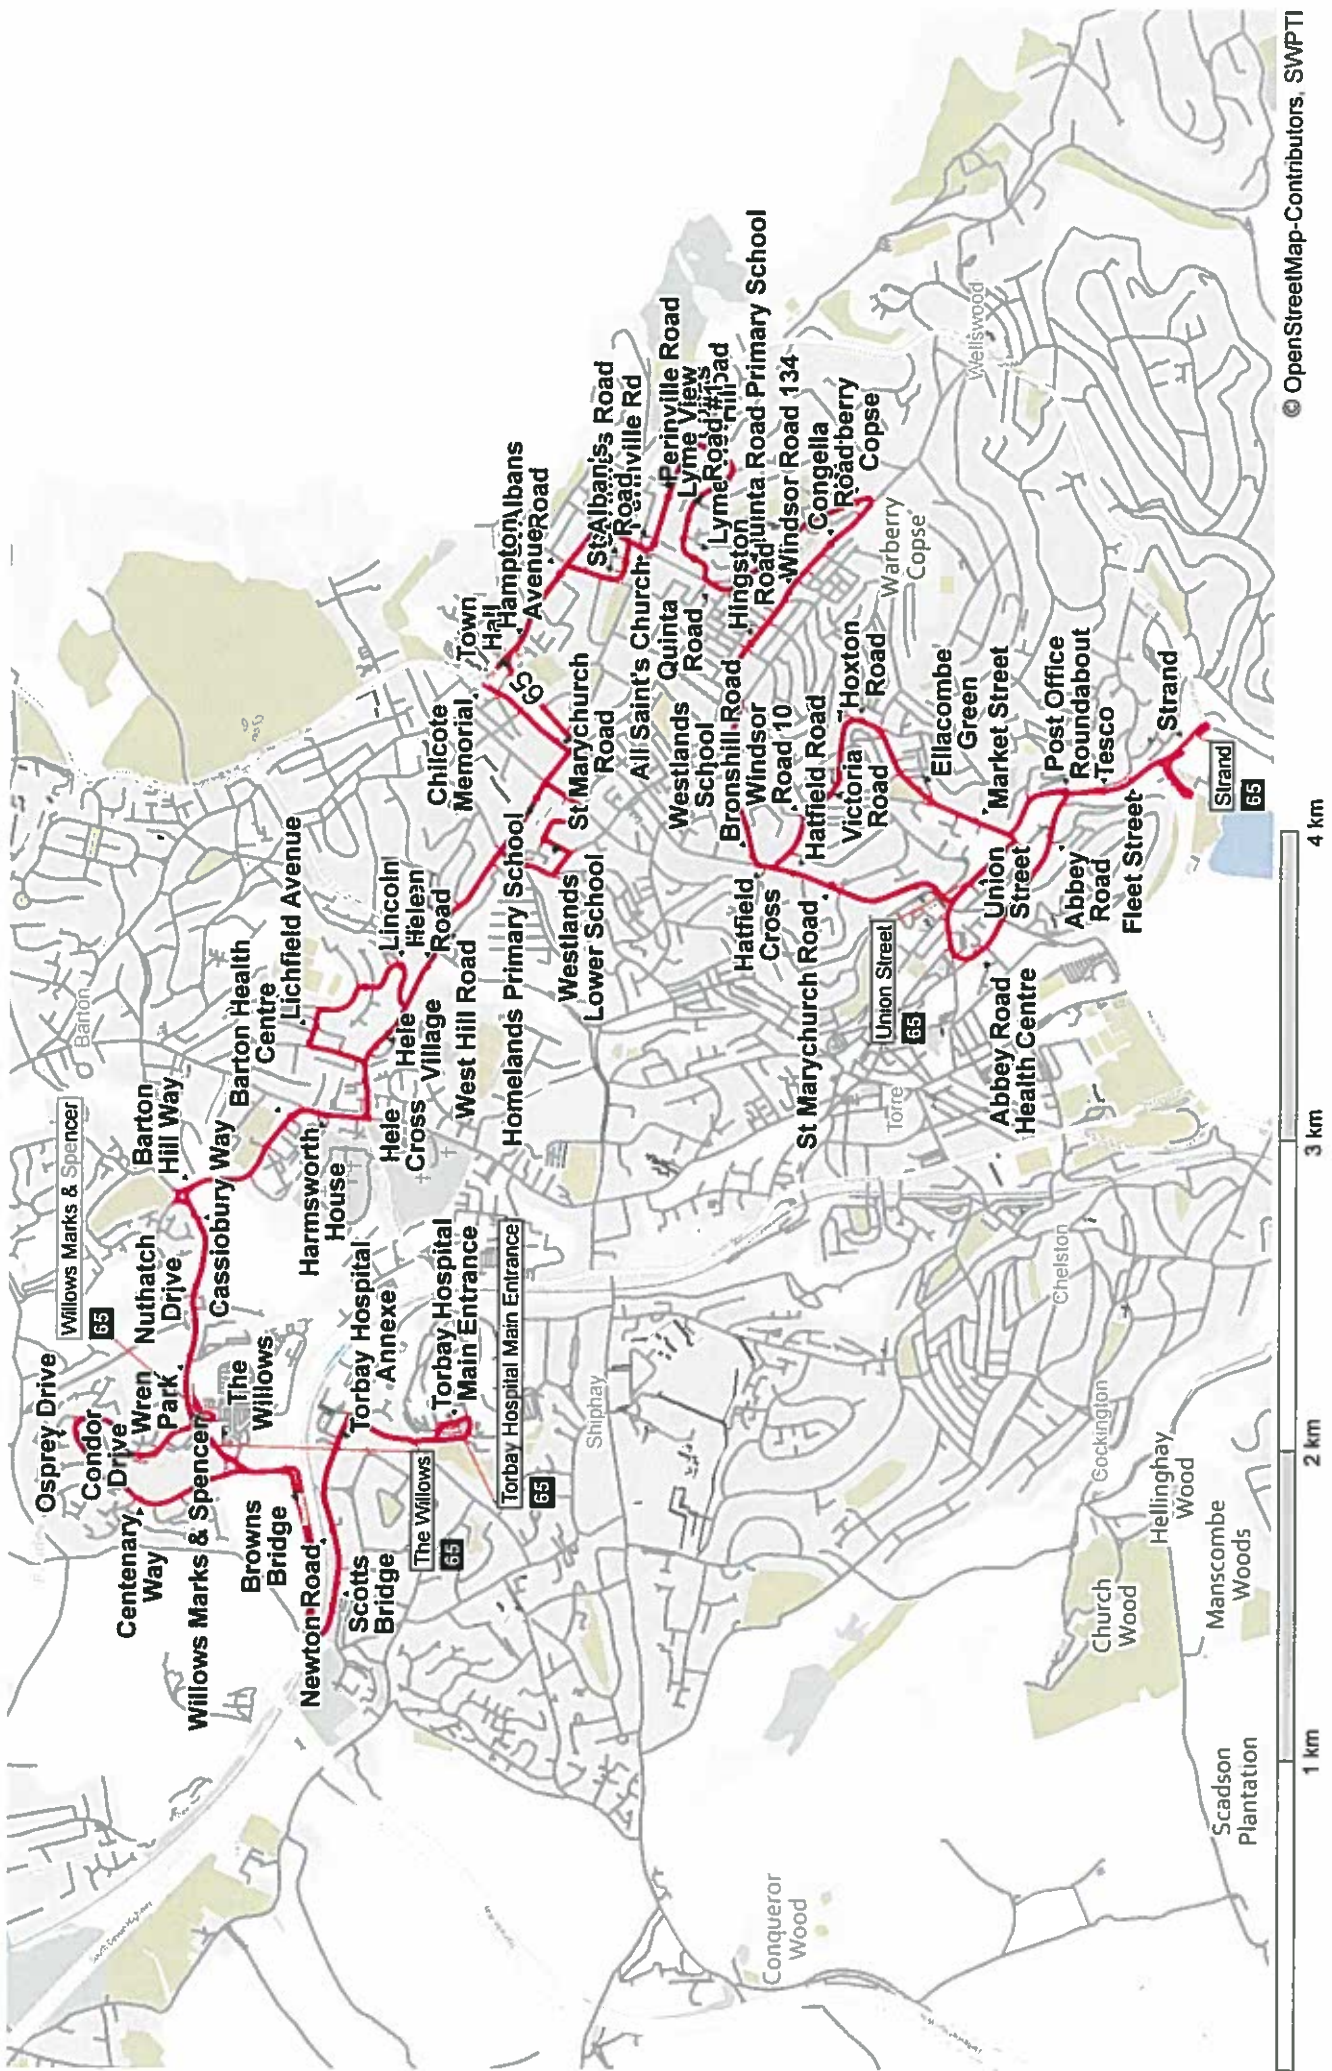 Osprey Drive
Condor
Drive
Centenary
Way
Wren
Park
Nuthatch
Drive
Willows Marks & Spencer
65
Willows Marks & Spencer
Barton
Hill Way
Cassiobury Way
The
Willows
Browns
Bridge
Newton Road
Scotts
Bridge
Torbay Hospital
Annexe
Torbay Hospital
Main Entrance
Torbay Hospital Main Entrance
65
The Willows
65
Barton
Barton Health
Centre
Lichfield Avenue
Harmsworth
House
Hele
Cross
Hele
Village
Lincoln
Helen
Road
West Hill Road
Homelands Primary School
Westlands
Lower School
Chilcote
Memorial
Town
Hall
65
St Marychurch
Road
Hampton
Avenue
Albans
Road
St Albans Road
Road
All Saint's Church
Perinville Road
Lyme View
Lyme Road #1
Quinta
Road
Hingston
Road
Quinta Road Primary School
Windsor Road 134
Congella
Road
Copse
Warberry
Copse
Westlands
School
Bronshill Road
Windsor
Road 10
Hatfield Road
Hatfield
Cross
Victoria
Road
Hoxton
Road
St Marychurch Road
Ellacombe
Green
Market Street
Union Street
65
Union
Street
Abbey Road
Health Centre
Abbey
Road
Post Office
Roundabout
Tesco
Fleet Street
Strand
Strand
65
Wellswood
Torre
Chelston
Shiphay
Cockington
Hellinghay
Wood
Church
Wood
Manscombe
Woods
Scadson
Plantation
Conqueror
Wood
1 km
2 km
3 km
4 km
© OpenStreetMap-Contributors, SWPTI